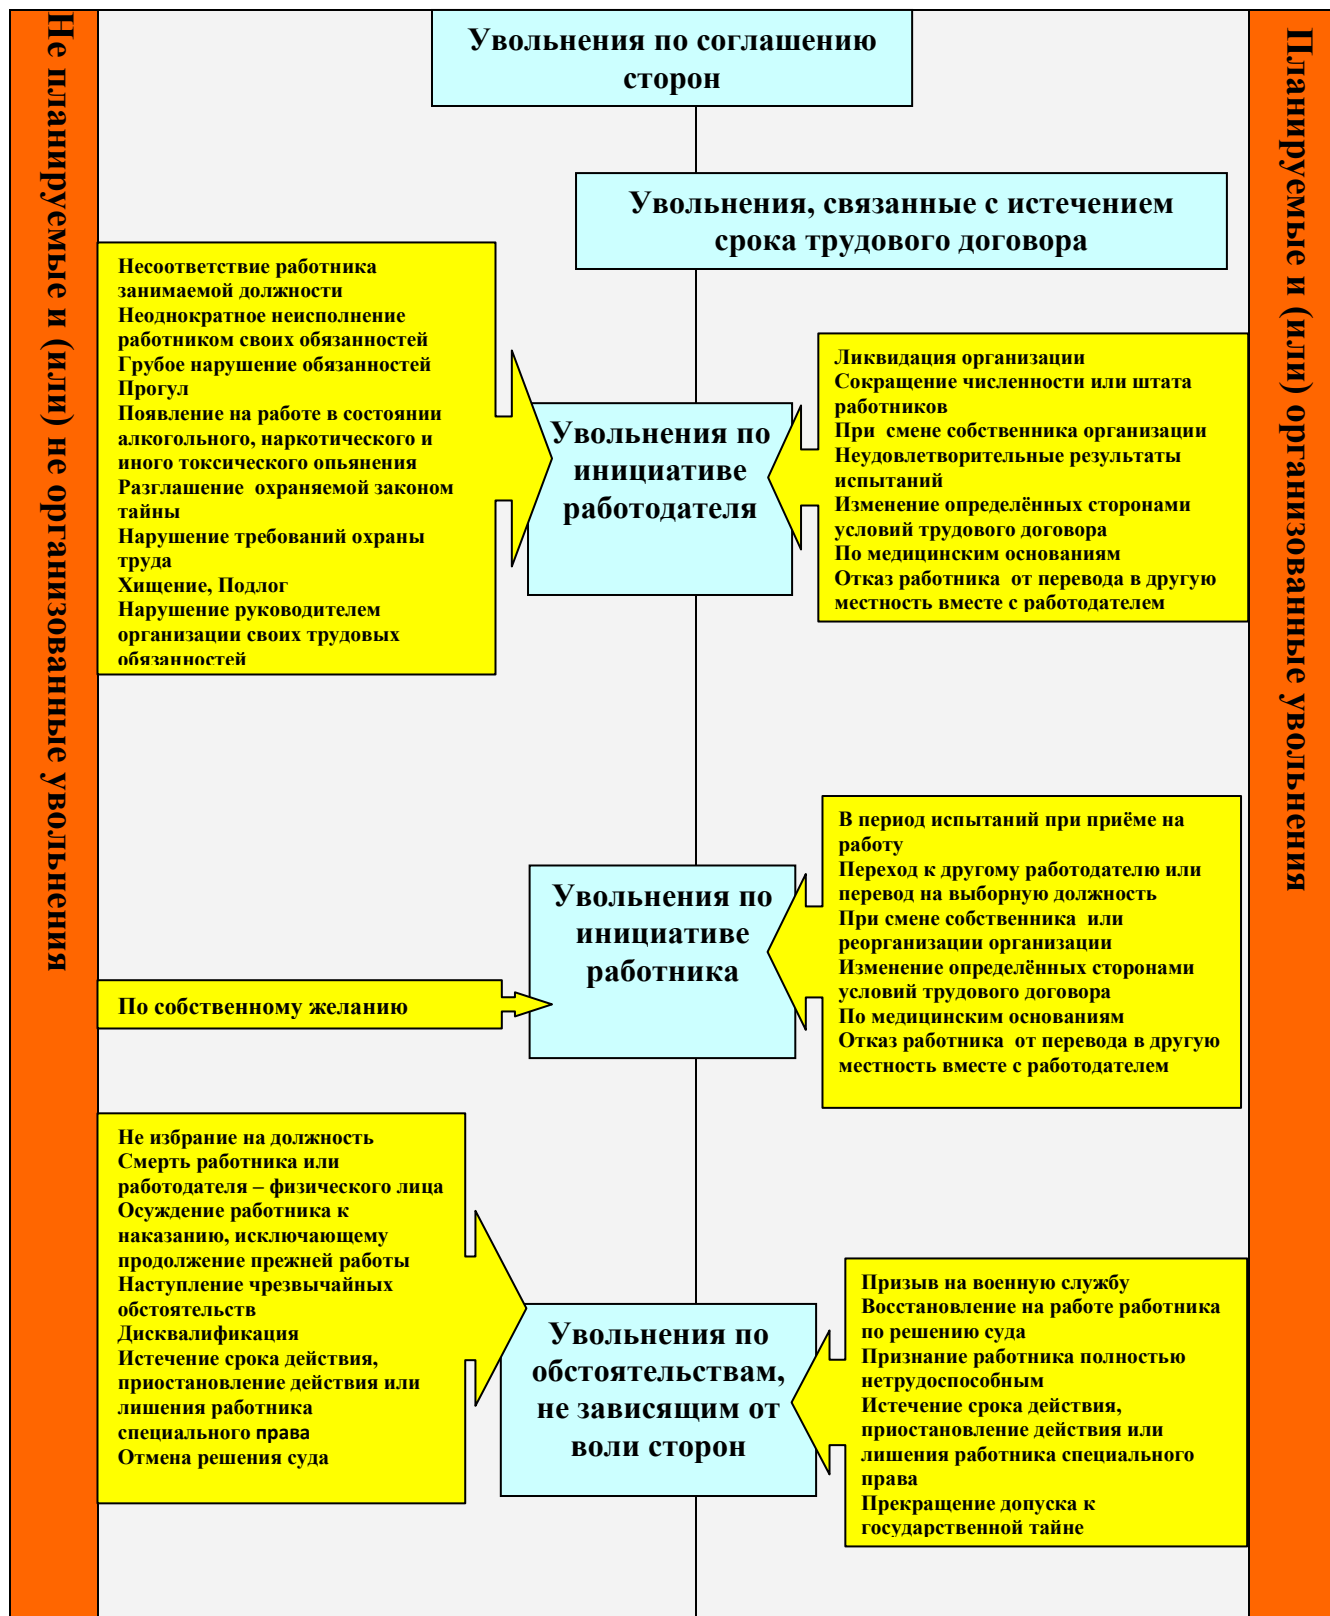 Не планируемые и (или) не организованные увольнения
Увольнения по соглашению
сторон
Увольнения, связанные с истечением
срока трудового договора
Несоответствие работника
занимаемой должности
Неоднократное неисполнение
работником своих обязанностей
Грубое нарушение обязанностей
Прогул
Появление на работе в состоянии
алкогольного, наркотического и
иного токсического опьянения
Разглашение охраняемой законом
тайны
Нарушение требований охраны
труда
Хищение, Подлог
Нарушение руководителем
организации своих трудовых
обязанностей
Увольнения по
инициативе
работодателя
Ликвидация организации
Сокращение численности или штата
работников
При смене собственника организации
Неудовлетворительные результаты
испытаний
Изменение определённых сторонами
условий трудового договора
По медицинским основаниям
Отказ работника от перевода в другую
местность вместе с работодателем
По собственному желанию
Увольнения по
инициативе
работника
В период испытаний при приёме на
работу
Переход к другому работодателю или
перевод на выборную должность
При смене собственника или
реорганизации организации
Изменение определённых сторонами
условий трудового договора
По медицинским основаниям
Отказ работника от перевода в другую
местность вместе с работодателем
Не избрание на должность
Смерть работника или
работодателя – физического лица
Осуждение работника к
наказанию, исключающему
продолжение прежней работы
Наступление чрезвычайных
обстоятельств
Дисквалификация
Истечение срока действия,
приостановление действия или
лишения работника
специального права
Отмена решения суда
Увольнения по
обстоятельствам,
не зависящим от
воли сторон
Призыв на военную службу
Восстановление на работе работника
по решению суда
Признание работника полностью
нетрудоспособным
Истечение срока действия,
приостановление действия или
лишения работника специального
права
Прекращение допуска к
государственной тайне
Планируемые и (или) организованные увольнения